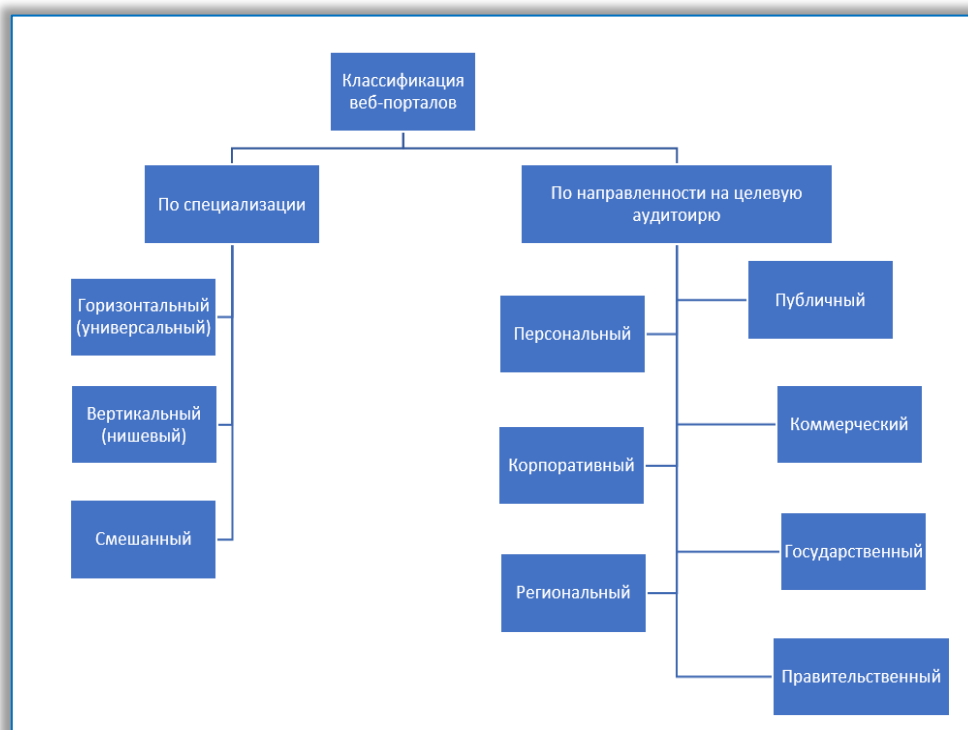 Классификация
веб-порталов
По специализации
По направленности на целевую
аудитоирю
Горизонтальный
(универсальный)
Вертикальный
(нишевый)
Смешанный
Персональный
Корпоративный
Региональный
Публичный
Коммерческий
Государственный
Правительственный